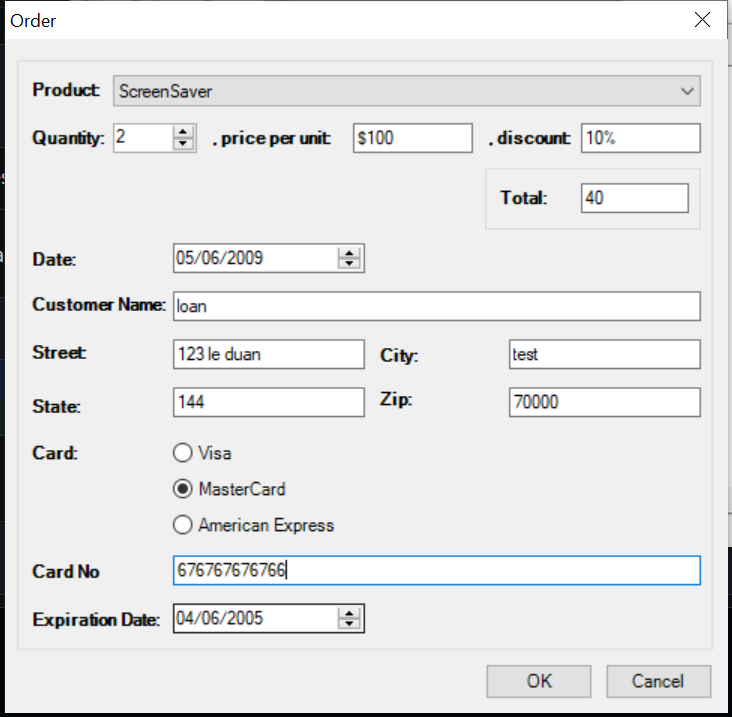 Order
Product: ScreenSaver
Quantity: 2 , price per unit: $100 , discount: 10%
Total: 40
Date: 05/06/2009
Customer Name: loan
Street: 123 le duan City: test
State: 144 Zip: 70000
Card: Visa
MasterCard
American Express
Card No 676767676766
Expiration Date: 04/06/2005
OK Cancel